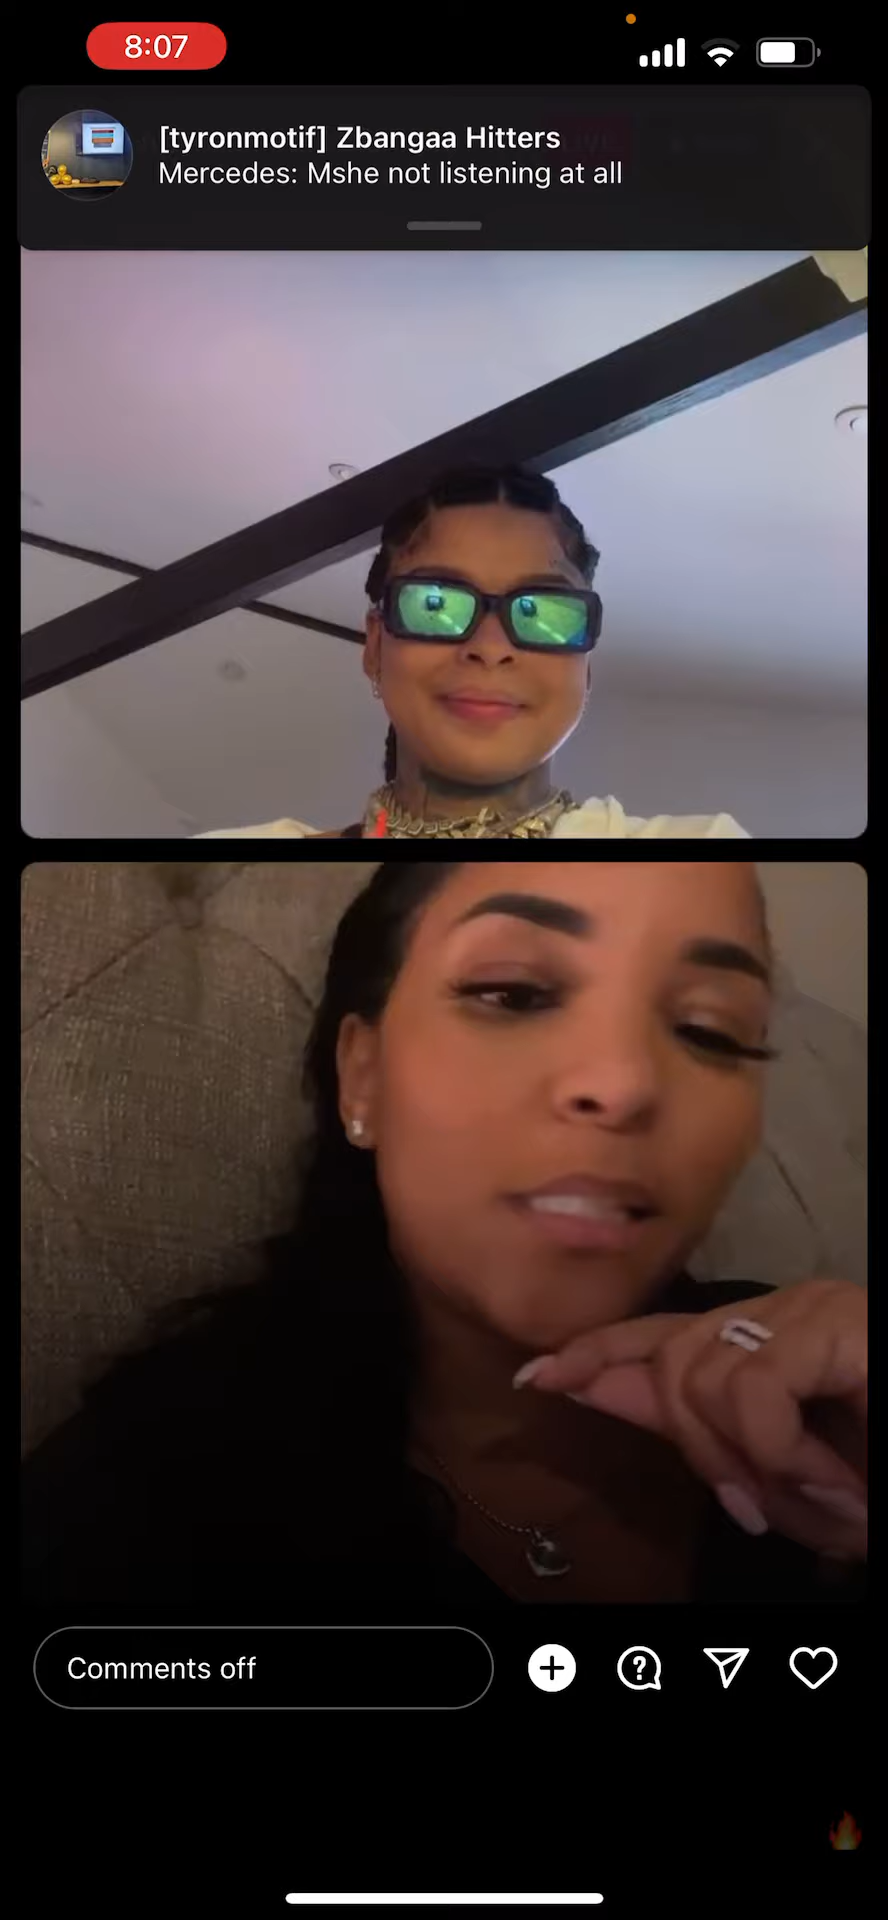 8:07
[tyronmotif] Zbangaa Hitters
Mercedes: Mshe not listening at all
Comments off